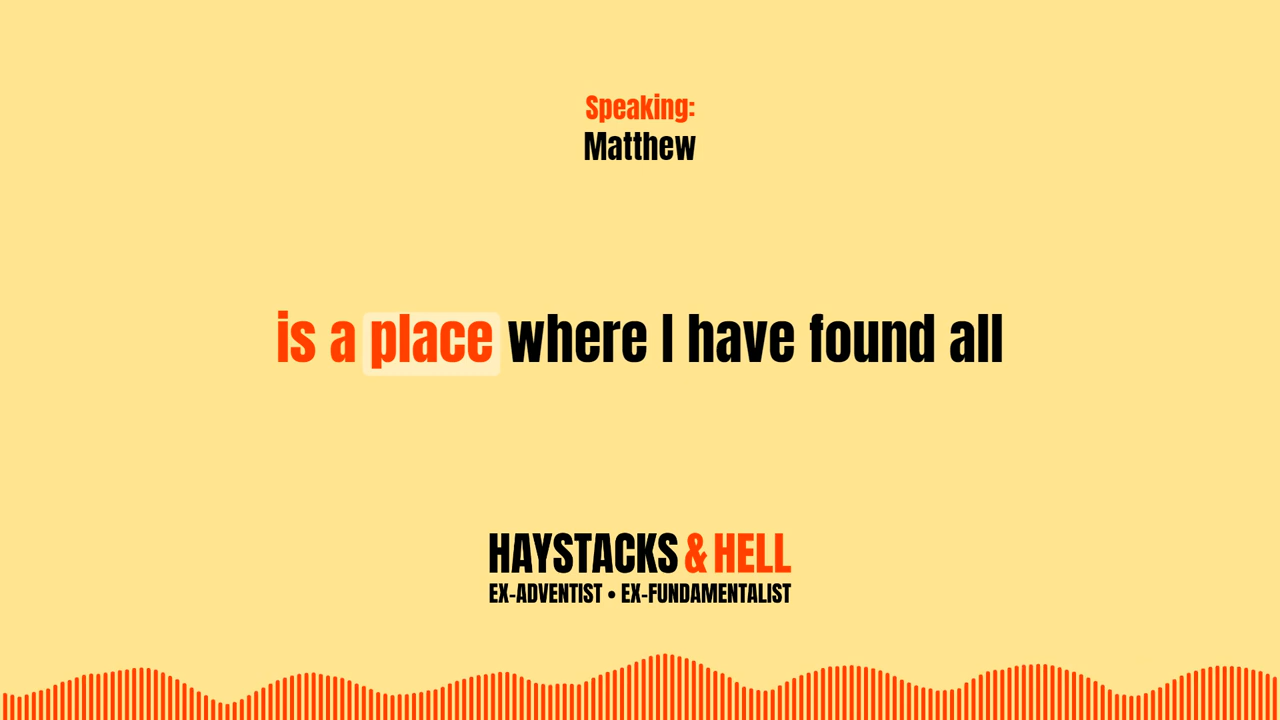 Speaking:
Matthew
is a place where I have found all
HAYSTACKS & HELL
EX-ADVENTIST • EX-FUNDAMENTALIST